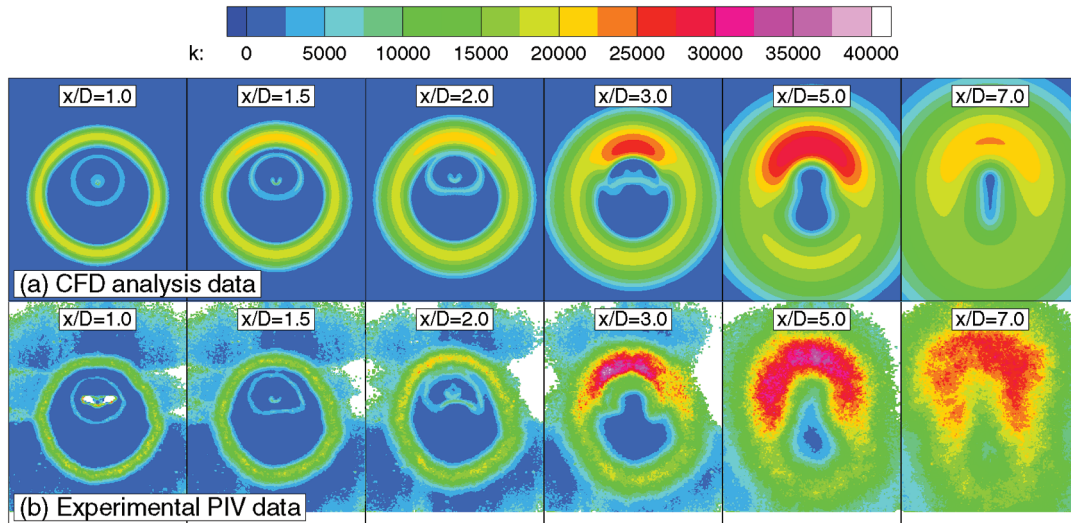 k: 0 5000 10000 15000 20000 25000 30000 35000 40000
x/D=1.0 x/D=1.5 x/D=2.0 x/D=3.0 x/D=5.0 x/D=7.0
(a) CFD analysis data
x/D=1.0 x/D=1.5 x/D=2.0 x/D=3.0 x/D=5.0 x/D=7.0
(b) Experimental PIV data